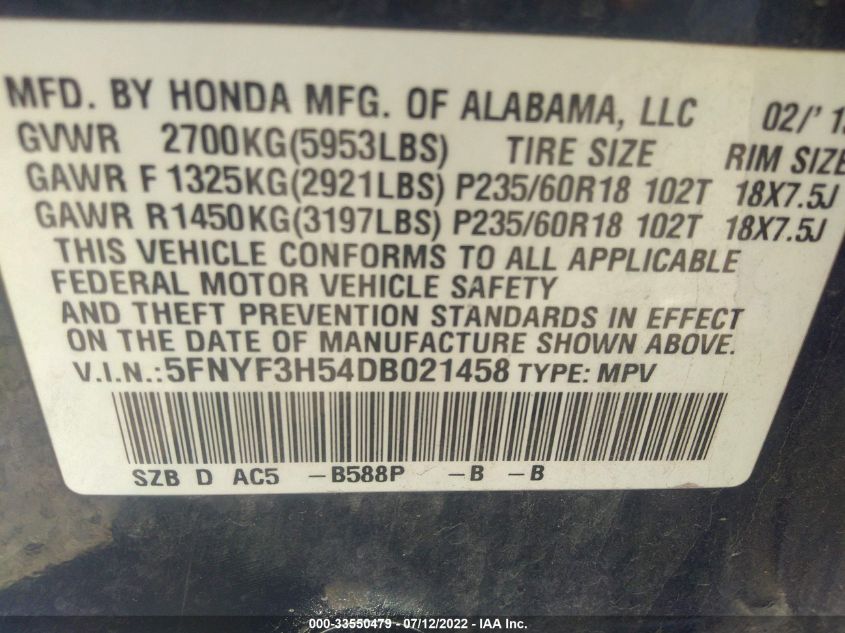 MFD. BY HONDA MFG. OF ALABAMA, LLC 02/'1
GVWR 2700KG(5953LBS) TIRE SIZE RIM SIZE
GAWR F 1325KG(2921LBS) P235/60R18 102T 18X7.5J
GAWR R1450KG(3197LBS) P235/60R18 102T 18X7.5J
THIS VEHICLE CONFORMS TO ALL APPLICABLE
FEDERAL MOTOR VEHICLE SAFETY
AND THEFT PREVENTION STANDARDS IN EFFECT
ON THE DATE OF MANUFACTURE SHOWN ABOVE.
V.I.N.:5FNYF3H54DB021458 TYPE: MPV
SZB D AC5 –B588P –B –B
000-33550479 - 07/12/2022 - IAA Inc.